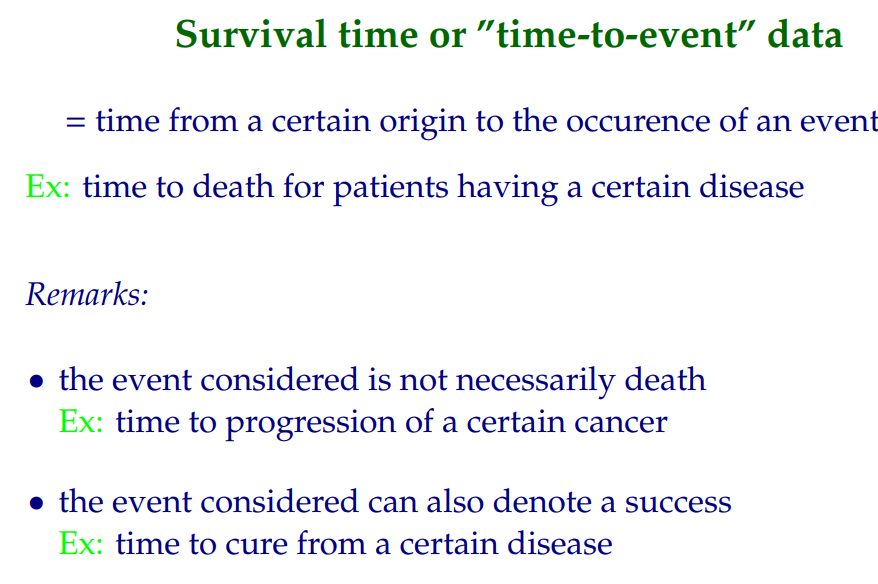 Survival time or ”time-to-event” data
= time from a certain origin to the occurence of an event
Ex: time to death for patients having a certain disease
Remarks:
• the event considered is not necessarily death
Ex: time to progression of a certain cancer
• the event considered can also denote a success
Ex: time to cure from a certain disease